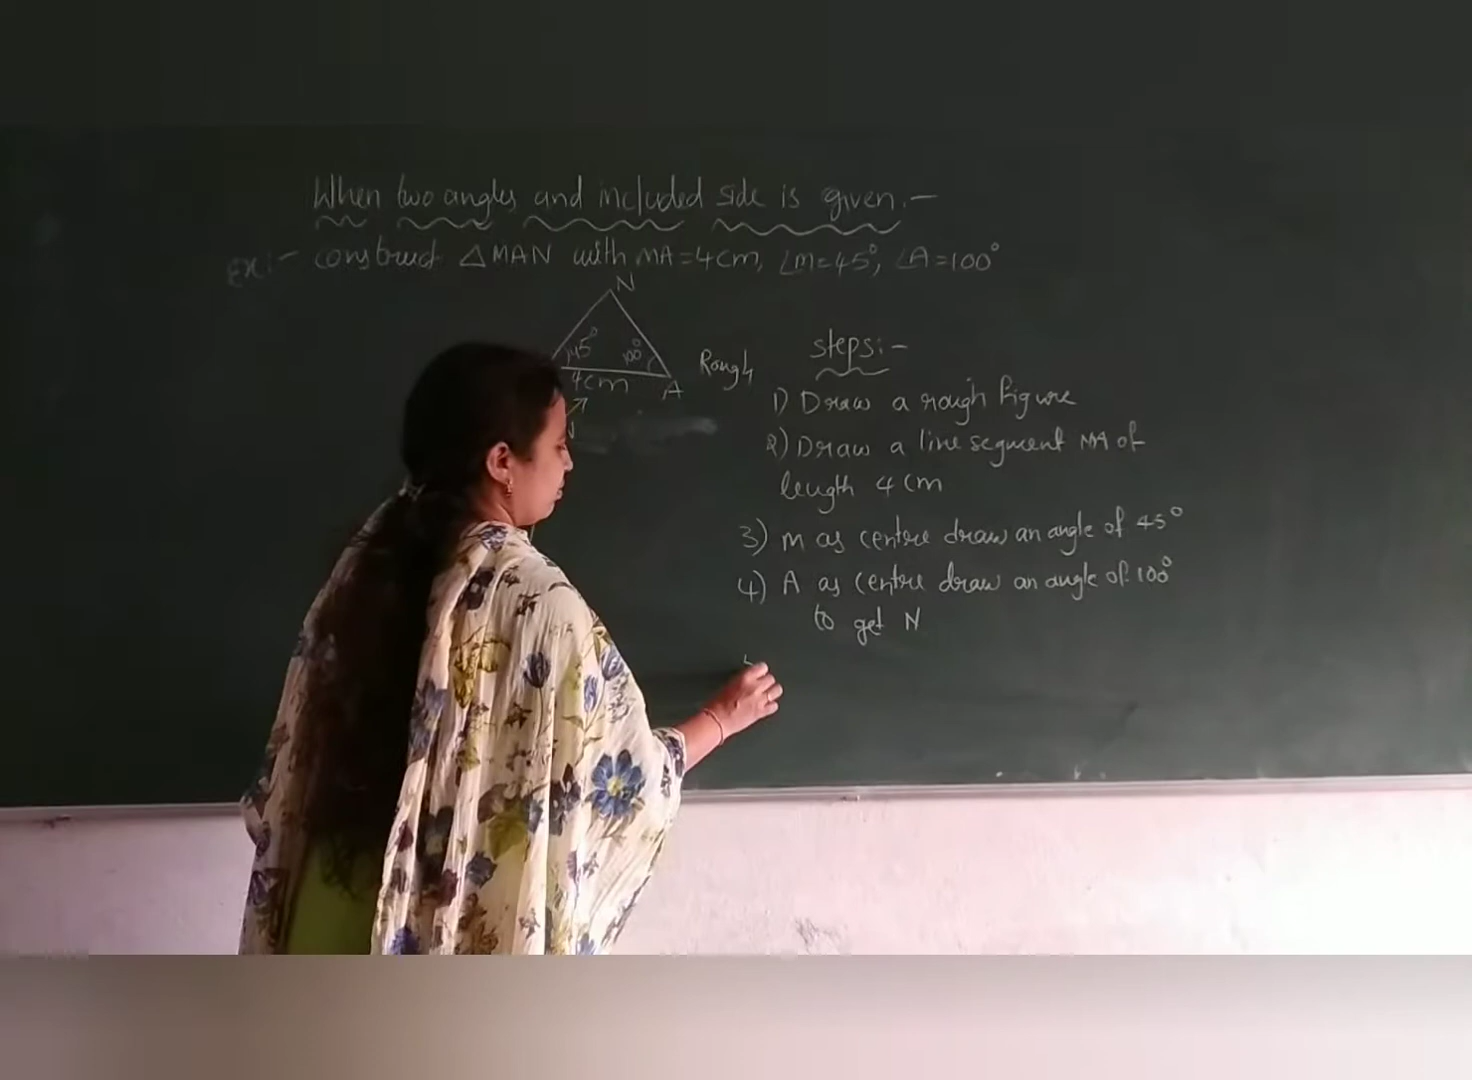 When two angles and included side is given.-
Ex:- construct △MAN with MA=4cm, ∠M=45°, ∠A=100°
N
45°
100°
4cm
A
Rough
steps:-
1) Draw a rough figure
2) Draw a line segment MA of
length 4cm
3) M as centre draw an angle of 45°
4) A as centre draw an angle of 100°
to get N